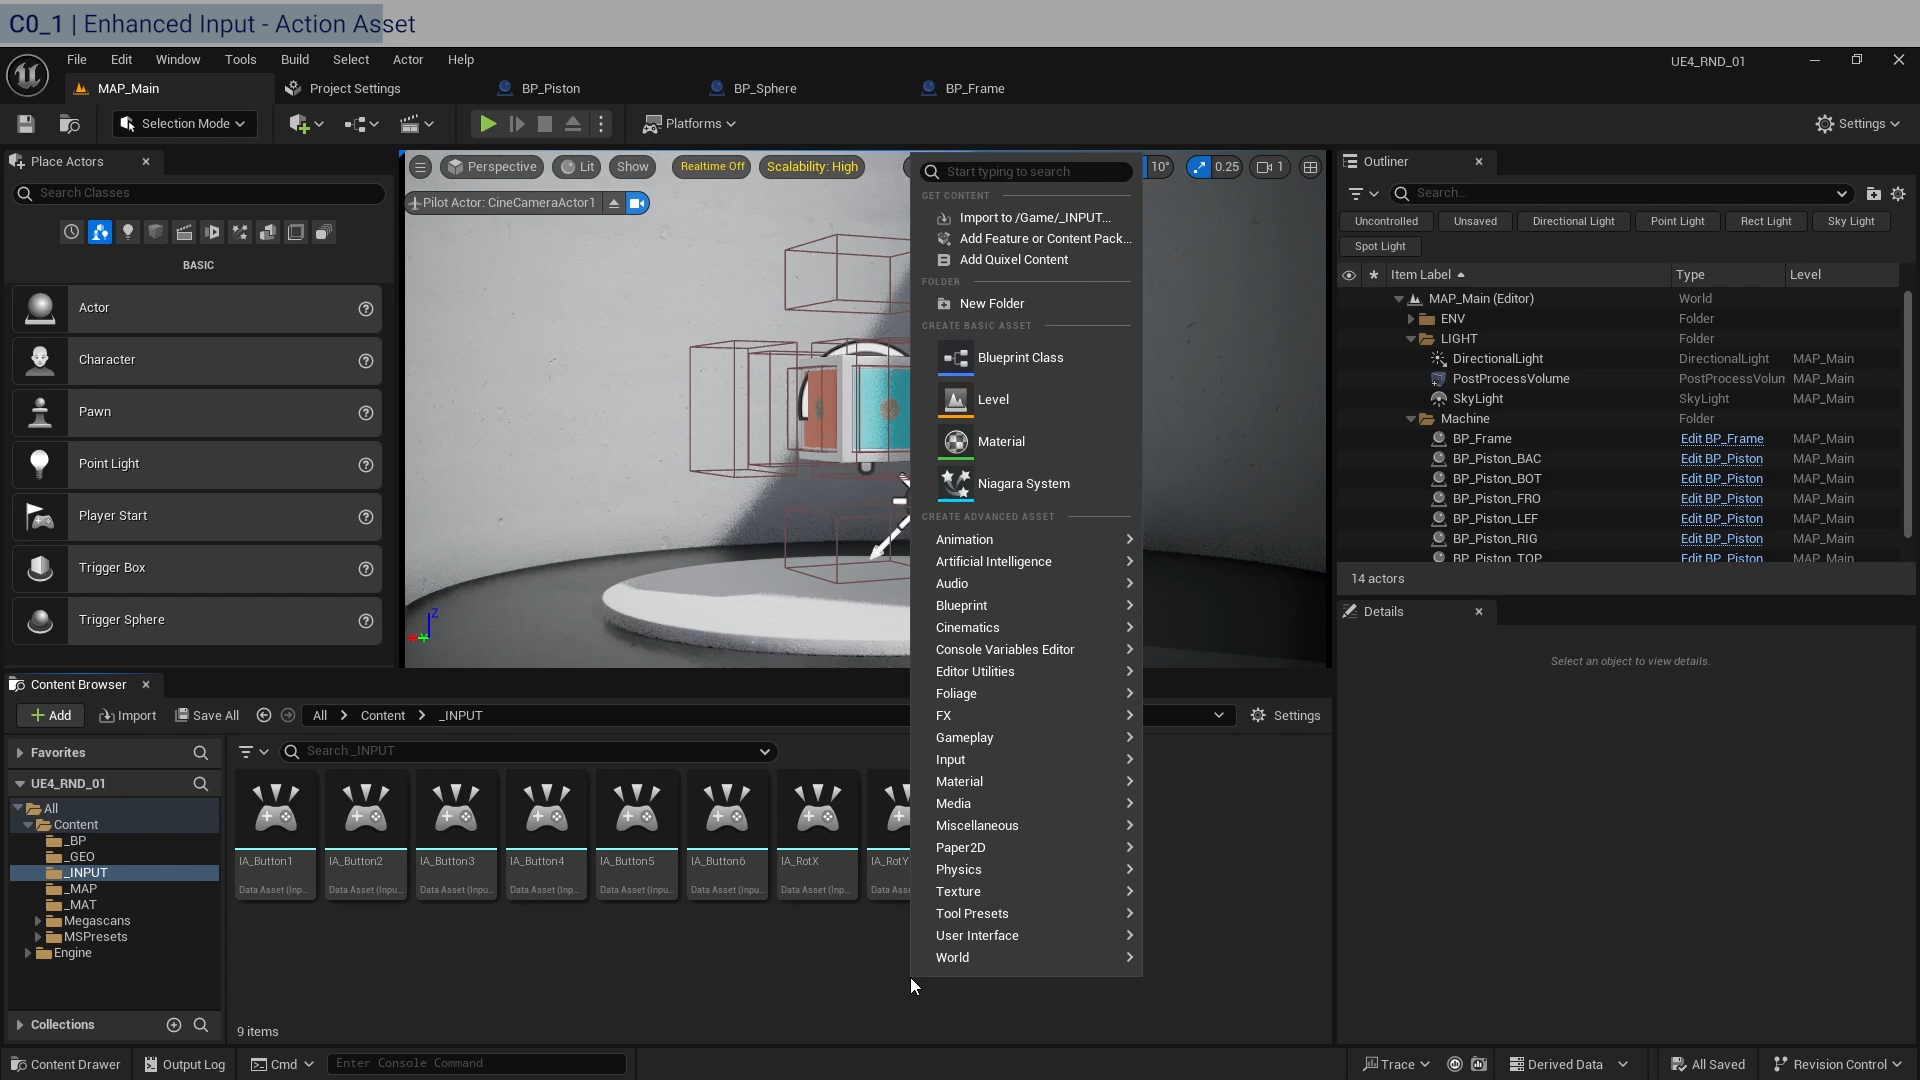 C0_1 | Enhanced Input - Action Asset
File Edit Window Tools Build Select Actor Help
UE4_RND_01
MAP_Main Project Settings BP_Piston BP_Sphere BP_Frame
Selection Mode Platforms Settings
Place Actors
Search Classes
BASIC
Actor
Character
Pawn
Point Light
Player Start
Trigger Box
Trigger Sphere
Perspective Lit Show Realtime Off Scalability: High 10° 0.25 1
Pilot Actor: CineCameraActor1
Z
Start typing to search
GET CONTENT
Import to /Game/_INPUT...
Add Feature or Content Pack...
Add Quixel Content
FOLDER
New Folder
CREATE BASIC ASSET
Blueprint Class
Level
Material
Niagara System
CREATE ADVANCED ASSET
Animation
Artificial Intelligence
Audio
Blueprint
Cinematics
Console Variables Editor
Editor Utilities
Foliage
FX
Gameplay
Input
Material
Media
Miscellaneous
Paper2D
Physics
Texture
Tool Presets
User Interface
World
Outliner
Search...
Uncontrolled Unsaved Directional Light Point Light Rect Light Sky Light
Spot Light
Item Label Type Level
MAP_Main (Editor) World
ENV Folder
LIGHT Folder
DirectionalLight DirectionalLight MAP_Main
PostProcessVolume PostProcessVolum MAP_Main
SkyLight SkyLight MAP_Main
Machine Folder
BP_Frame Edit BP_Frame MAP_Main
BP_Piston_BAC Edit BP_Piston MAP_Main
BP_Piston_BOT Edit BP_Piston MAP_Main
BP_Piston_FRO Edit BP_Piston MAP_Main
BP_Piston_LEF Edit BP_Piston MAP_Main
BP_Piston_RIG Edit BP_Piston MAP_Main
BP_Piston_TOP Edit BP_Piston MAP_Main
14 actors
Details
Select an object to view details.
Content Browser
Add Import Save All All Content _INPUT Settings
Favorites
UE4_RND_01
All
Content
_BP
_GEO
_INPUT
_MAP
_MAT
Megascans
MSPresets
Engine
Collections
Search _INPUT
IA_Button1 IA_Button2 IA_Button3 IA_Button4 IA_Button5 IA_Button6 IA_RotX IA_RotY
Data Asset (Inp... Data Asset (Inp... Data Asset (Inp... Data Asset (Inp... Data Asset (Inp... Data Asset (Inp... Data Asset (Inp... Data Ass
9 items
Content Drawer Output Log Cmd Enter Console Command Trace Derived Data All Saved Revision Control